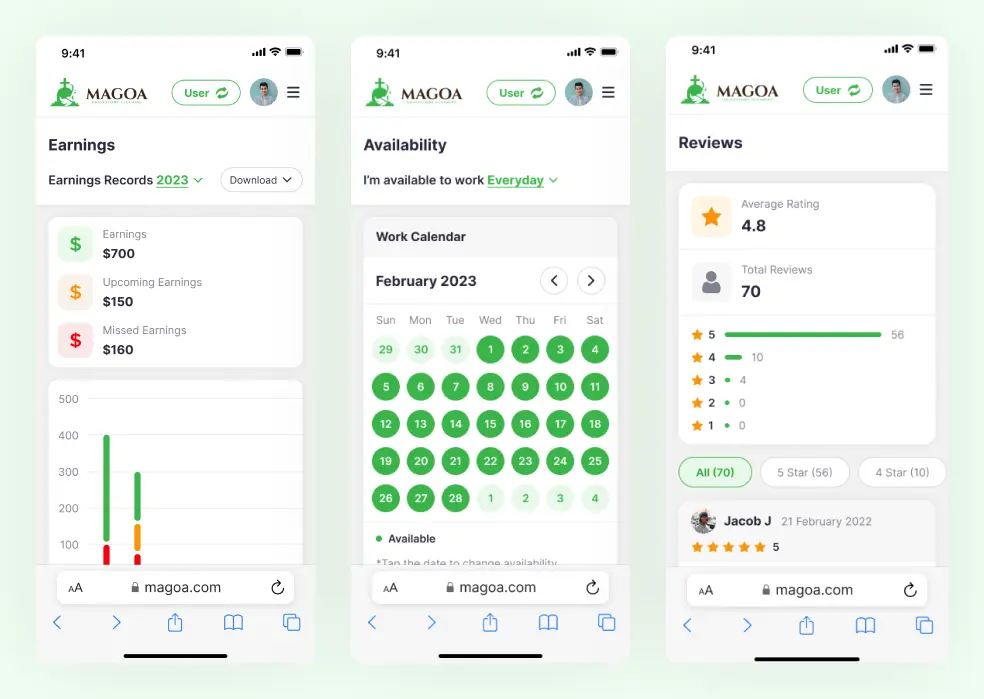 9:41
MAGOA
User
Earnings
Earnings Records 2023
Download
Earnings
$700
Upcoming Earnings
$150
Missed Earnings
$160
500
400
300
200
100
AA
magoa.com
9:41
MAGOA
User
Availability
I'm available to work Everyday
Work Calendar
February 2023
Sun Mon Tue Wed Thu Fri Sat
29 30 31 1 2 3 4
5 6 7 8 9 10 11
12 13 14 15 16 17 18
19 20 21 22 23 24 25
26 27 28 1 2 3 4
Available
*Tap the date to change availability
AA
magoa.com
9:41
MAGOA
User
Reviews
Average Rating
4.8
Total Reviews
70
5 56
4 10
3 4
2 0
1 0
All (70) 5 Star (56) 4 Star (10)
Jacob J 21 February 2022
5
AA
magoa.com